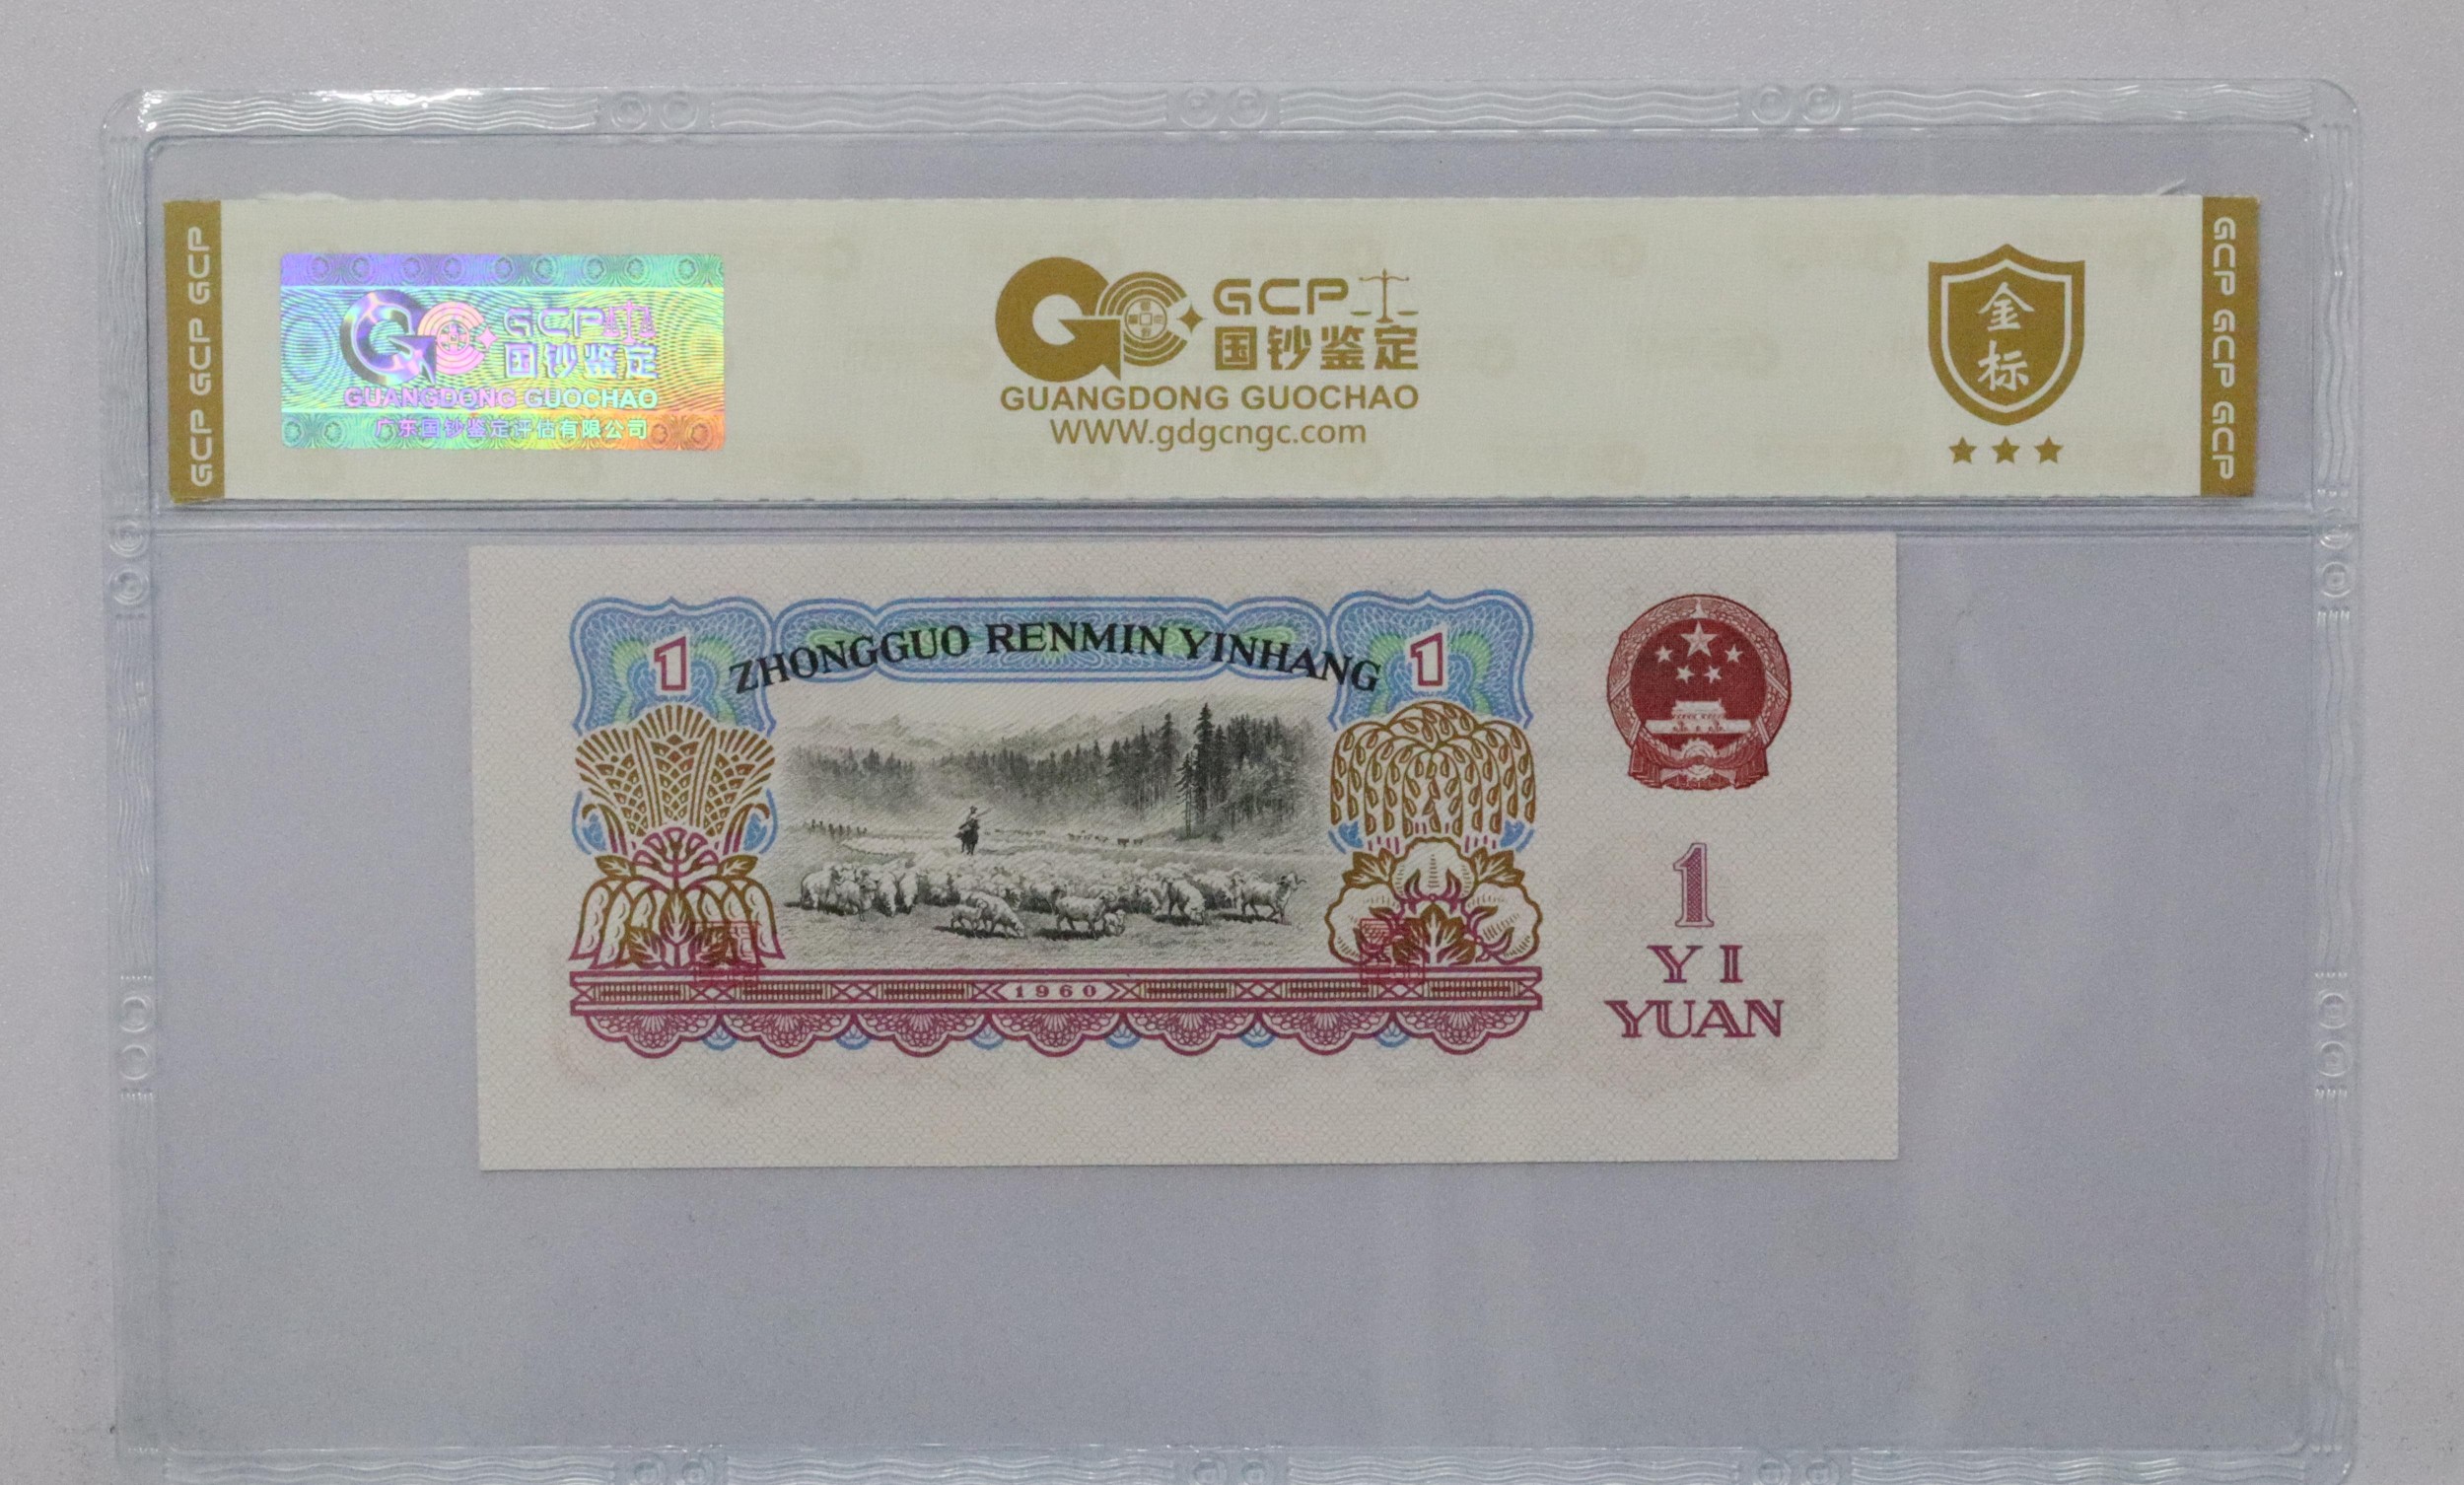 GCP GCP GCP
GCP
国钞鉴定
GUANGDONG GUOCHAO
广东国钞鉴定评估有限公司
GCP
国钞鉴定
GUANGDONG GUOCHAO
www.gdgcngc.com
金
标
GCP GCP GCP
1
ZHONGGUO RENMIN YINHANG
1
1960
1
YI
YUAN